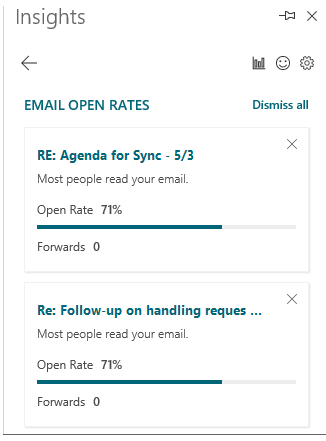 Insights
EMAIL OPEN RATES
Dismiss all
RE: Agenda for Sync - 5/3
Most people read your email.
Open Rate 71%
Forwards 0
Re: Follow-up on handling reques ...
Most people read your email.
Open Rate 71%
Forwards 0